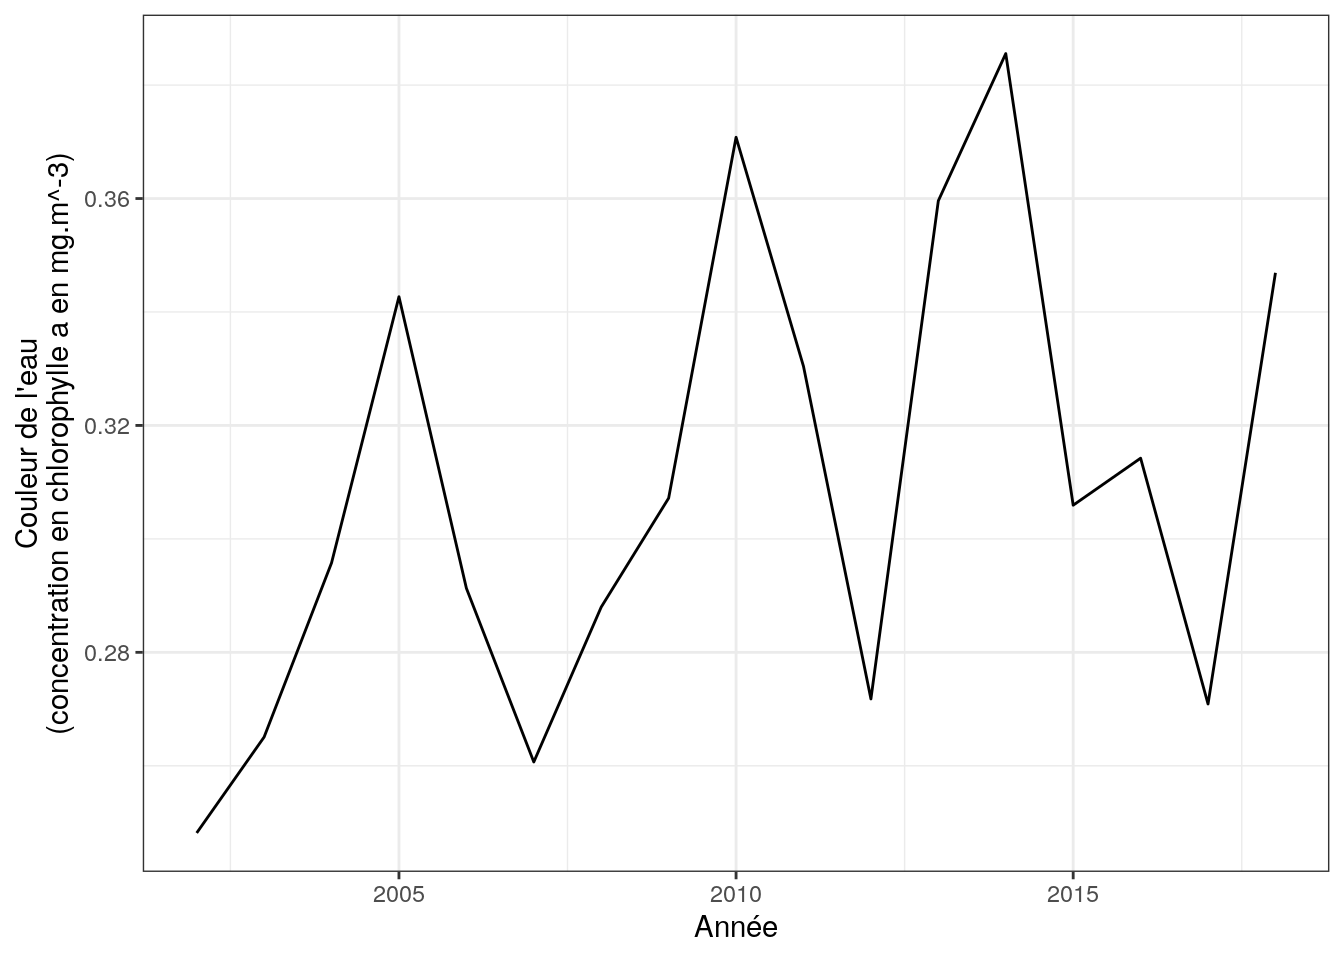 Couleur de l'eau
(concentration en chlorophylle a en mg.m^-3)
0.36
0.32
0.28
2005
2010
2015
Année